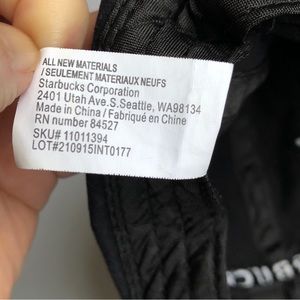 ALL NEW MATERIALS
/ SEULEMENT MATERIAUX NEUFS
Starbucks Corporation
2401 Utah Ave.S.Seattle, WA98134
Made in China / Fabriqué en Chine
RN number 84527
SKU# 11011394
LOT#210915INT0177